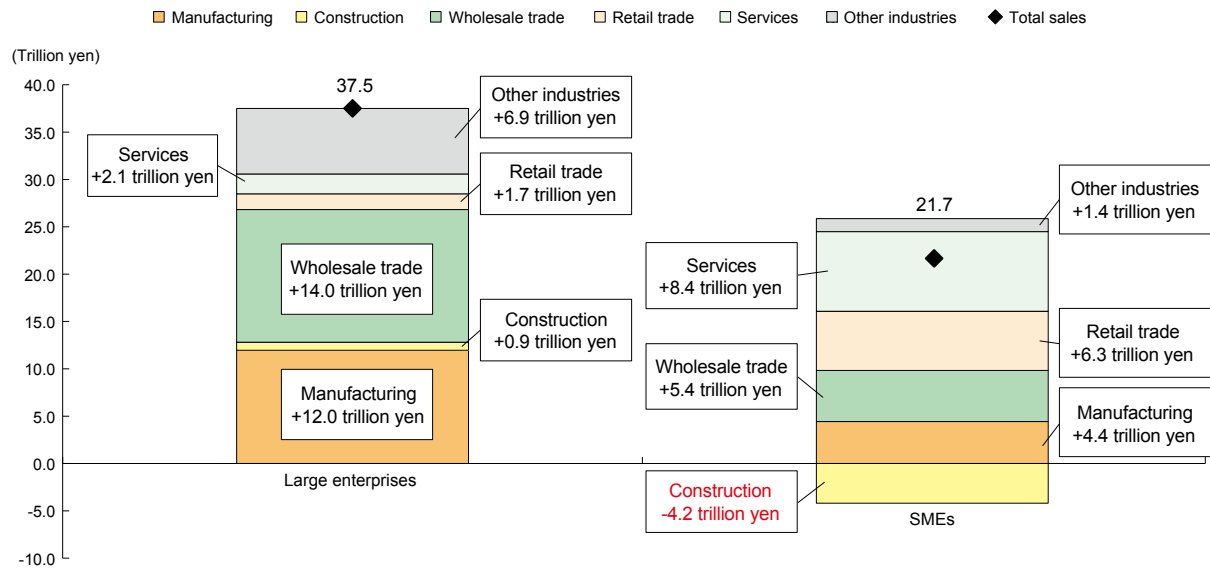 Manufacturing Construction Wholesale trade Retail trade Services Other industries Total sales
(Trillion yen)
40.0
35.0
30.0
25.0
20.0
15.0
10.0
5.0
0.0
-5.0
-10.0
37.5
Other industries
+6.9 trillion yen
Services
+2.1 trillion yen
Retail trade
+1.7 trillion yen
Wholesale trade
+14.0 trillion yen
Construction
+0.9 trillion yen
Manufacturing
+12.0 trillion yen
Large enterprises
21.7
Other industries
+1.4 trillion yen
Services
+8.4 trillion yen
Retail trade
+6.3 trillion yen
Wholesale trade
+5.4 trillion yen
Manufacturing
+4.4 trillion yen
Construction
-4.2 trillion yen
SMEs